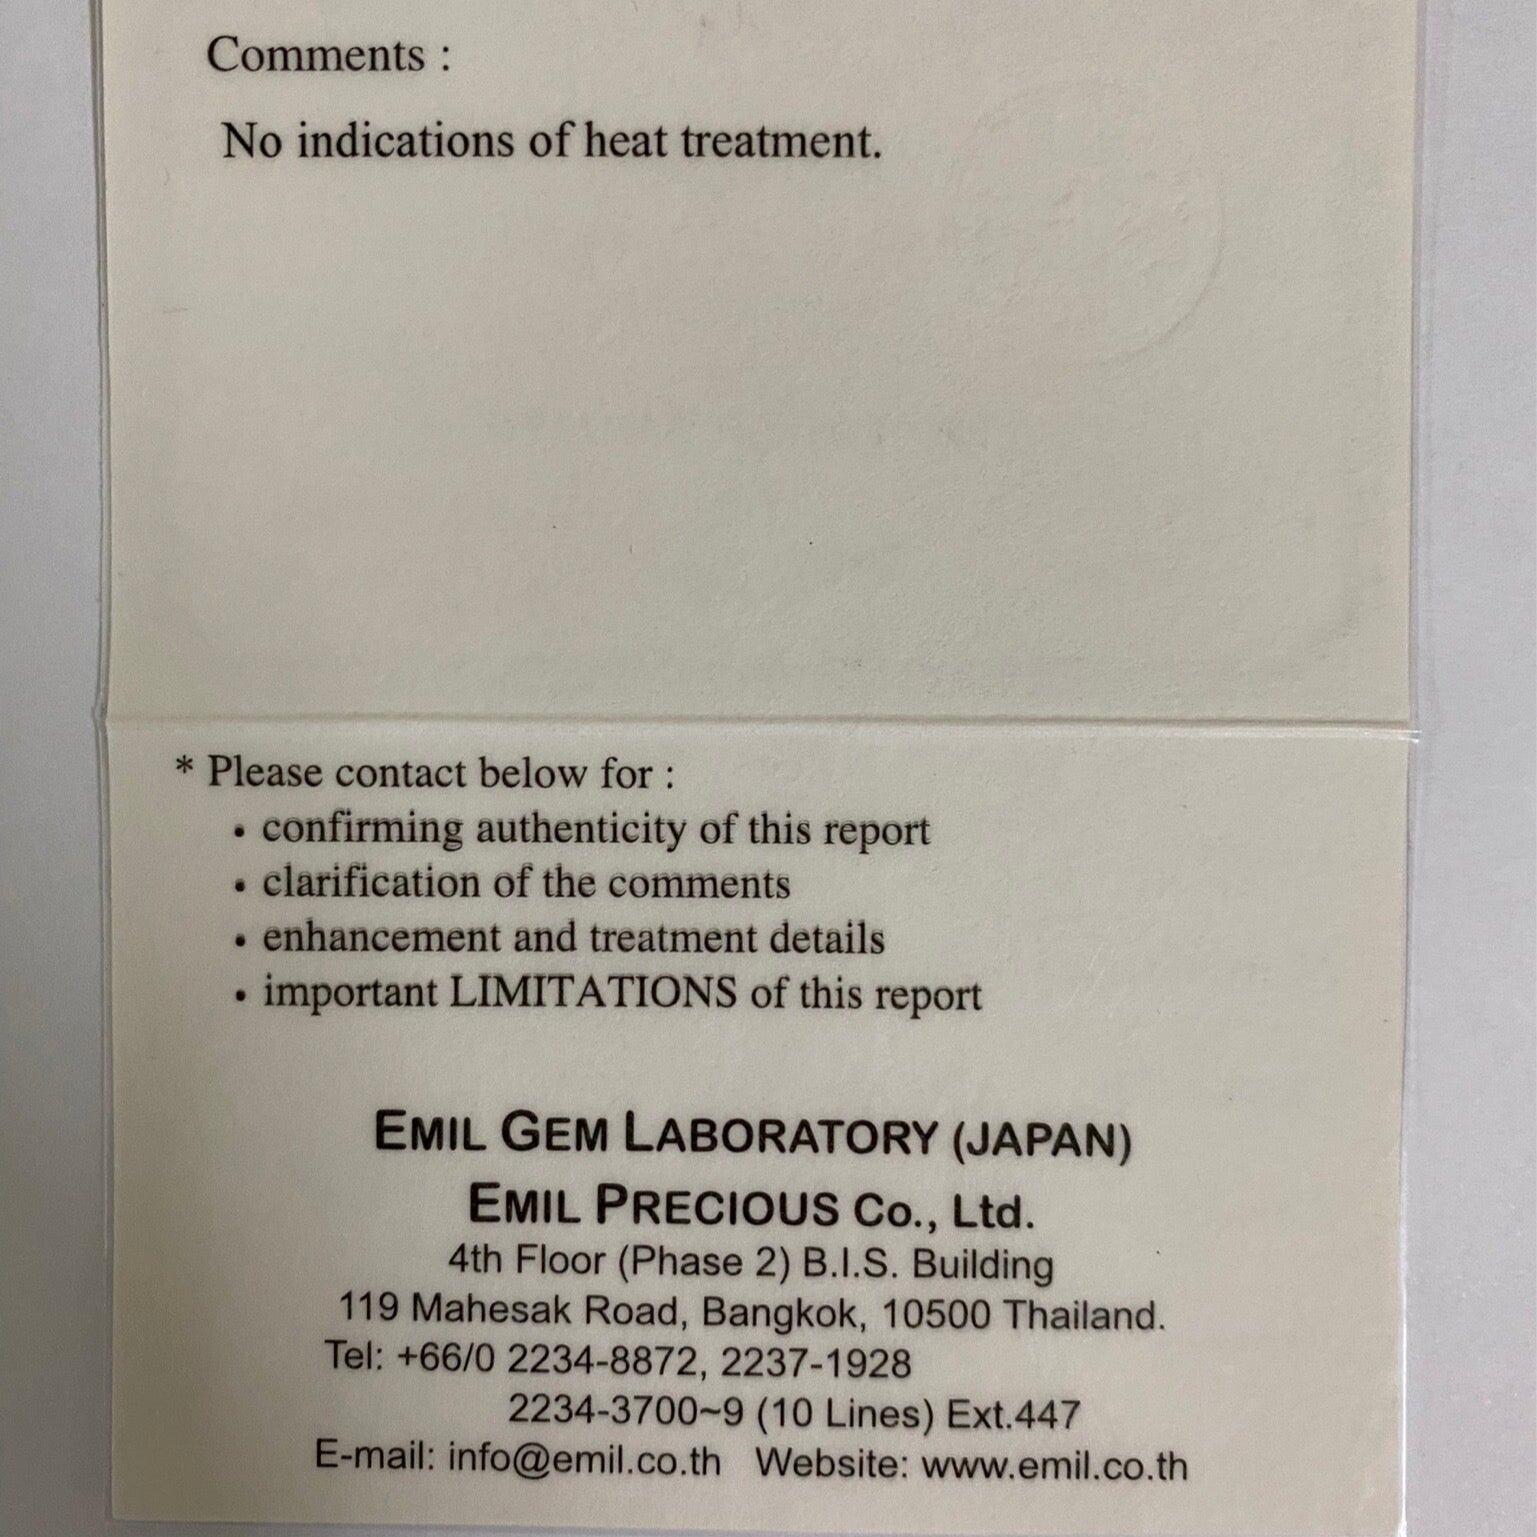 Comments :
No indications of heat treatment.
* Please contact below for :
• confirming authenticity of this report
• clarification of the comments
• enhancement and treatment details
• important LIMITATIONS of this report
EMIL GEM LABORATORY (JAPAN)
EMIL PRECIOUS Co., Ltd.
4th Floor (Phase 2) B.I.S. Building
119 Mahesak Road, Bangkok, 10500 Thailand.
Tel: +66/0 2234-8872, 2237-1928
2234-3700~9 (10 Lines) Ext.447
E-mail: info@emil.co.th Website: www.emil.co.th